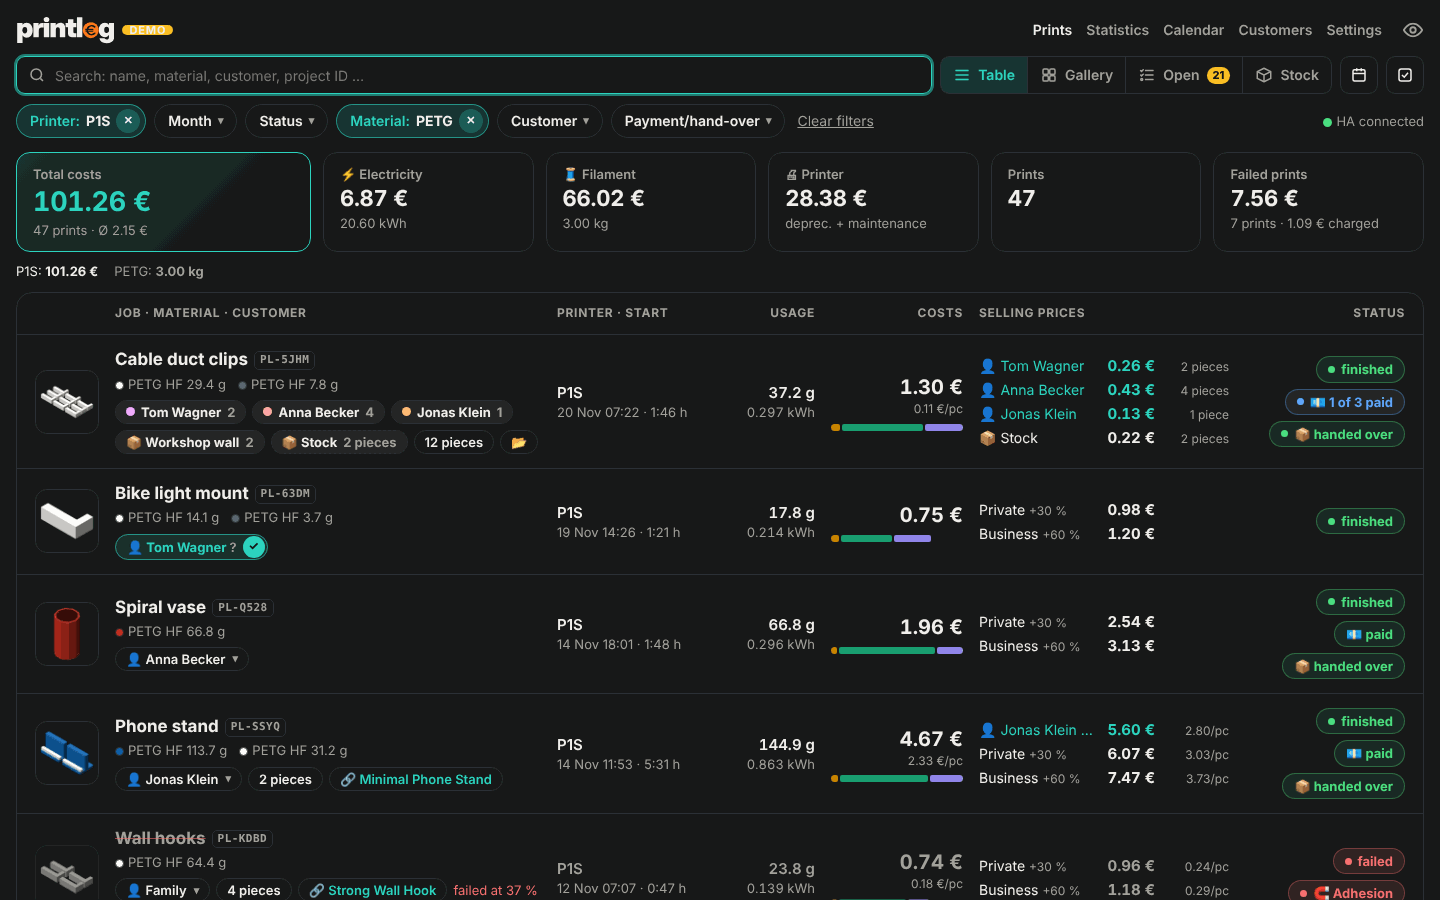 printlog DEMO
Prints Statistics Calendar Customers Settings
Search: name, material, customer, project ID ...
Table Gallery Open 21 Stock
Printer: P1S × Month ▾ Status ▾ Material: PETG × Customer ▾ Payment/hand-over ▾ Clear filters
HA connected
Total costs
101.26 €
47 prints · Ø 2.15 €
⚡ Electricity
6.87 €
20.60 kWh
🧵 Filament
66.02 €
3.00 kg
🖨 Printer
28.38 €
deprec. + maintenance
Prints
47
Failed prints
7.56 €
7 prints · 1.09 € charged
P1S: 101.26 € PETG: 3.00 kg
JOB · MATERIAL · CUSTOMER PRINTER · START USAGE COSTS SELLING PRICES STATUS
Cable duct clips PL-5JHM
PETG HF 29.4 g PETG HF 7.8 g
Tom Wagner 2 Anna Becker 4 Jonas Klein 1
📦 Workshop wall 2 📦 Stock 2 pieces 12 pieces 📂
P1S
20 Nov 07:22 · 1:46 h
37.2 g
0.297 kWh
1.30 €
0.11 €/pc
👤 Tom Wagner 0.26 € 2 pieces
👤 Anna Becker 0.43 € 4 pieces
👤 Jonas Klein 0.13 € 1 piece
📦 Stock 0.22 € 2 pieces
finished
💶 1 of 3 paid
📦 handed over
Bike light mount PL-63DM
PETG HF 14.1 g PETG HF 3.7 g
👤 Tom Wagner ? ✓
P1S
19 Nov 14:26 · 1:21 h
17.8 g
0.214 kWh
0.75 €
Private +30 % 0.98 €
Business +60 % 1.20 €
finished
Spiral vase PL-Q528
PETG HF 66.8 g
👤 Anna Becker ▾
P1S
14 Nov 18:01 · 1:48 h
66.8 g
0.296 kWh
1.96 €
Private +30 % 2.54 €
Business +60 % 3.13 €
finished
💶 paid
📦 handed over
Phone stand PL-SSYQ
PETG HF 113.7 g PETG HF 31.2 g
👤 Jonas Klein ▾ 2 pieces 🔗 Minimal Phone Stand
P1S
14 Nov 11:53 · 5:31 h
144.9 g
0.863 kWh
4.67 €
2.33 €/pc
👤 Jonas Klein ... 5.60 € 2.80/pc
Private +30 % 6.07 € 3.03/pc
Business +60 % 7.47 € 3.73/pc
finished
💶 paid
📦 handed over
Wall hooks PL-KDBD
PETG HF 64.4 g
👤 Family ▾ 4 pieces 🔗 Strong Wall Hook failed at 37 %
P1S
12 Nov 07:07 · 0:47 h
23.8 g
0.139 kWh
0.74 €
0.18 €/pc
Private +30 % 0.96 € 0.24/pc
Business +60 % 1.18 € 0.29/pc
failed
🧲 Adhesion